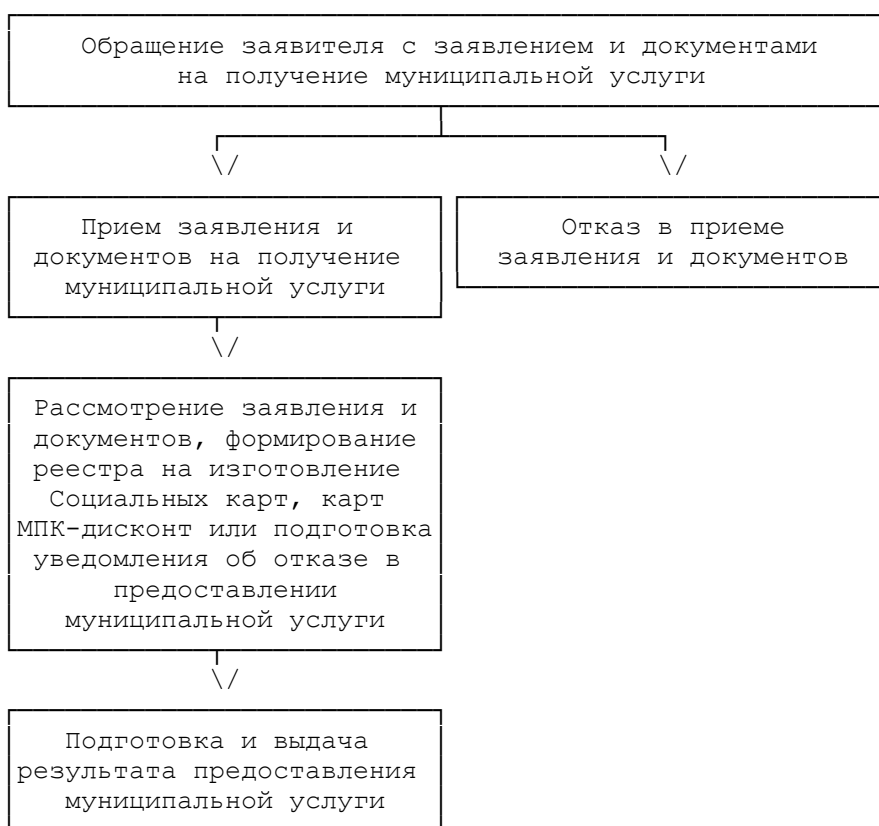 Обращение заявителя с заявлением и документами
на получение муниципальной услуги
Прием заявления и
документов на получение
муниципальной услуги
Отказ в приеме
заявления и документов
Рассмотрение заявления и
документов, формирование
реестра на изготовление
Социальных карт, карт
МПК-дисконт или подготовка
уведомления об отказе в
предоставлении
муниципальной услуги
Подготовка и выдача
результата предоставления
муниципальной услуги